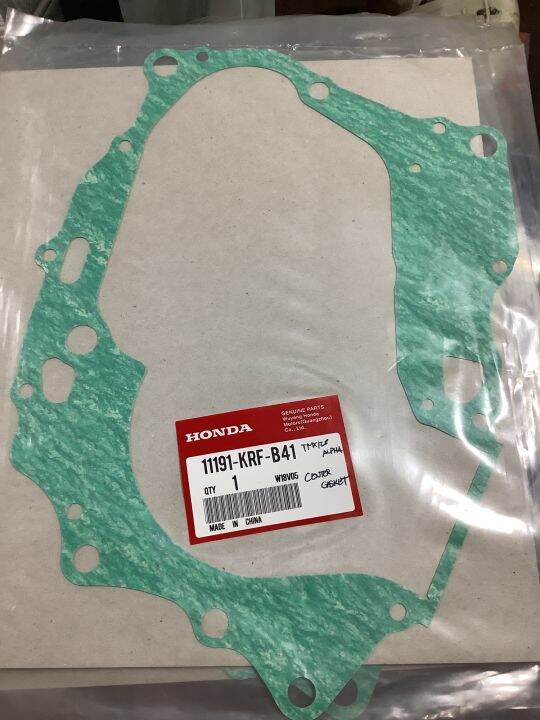 HONDA
GENUINE PARTS
Wuyang Honda
Motors(Guangzhou)
Co., Ltd.
11191-KRF-B41
TMX125
ALPHA
QTY 1 W18V05
CENTER
GASKET
MADE IN CHINA